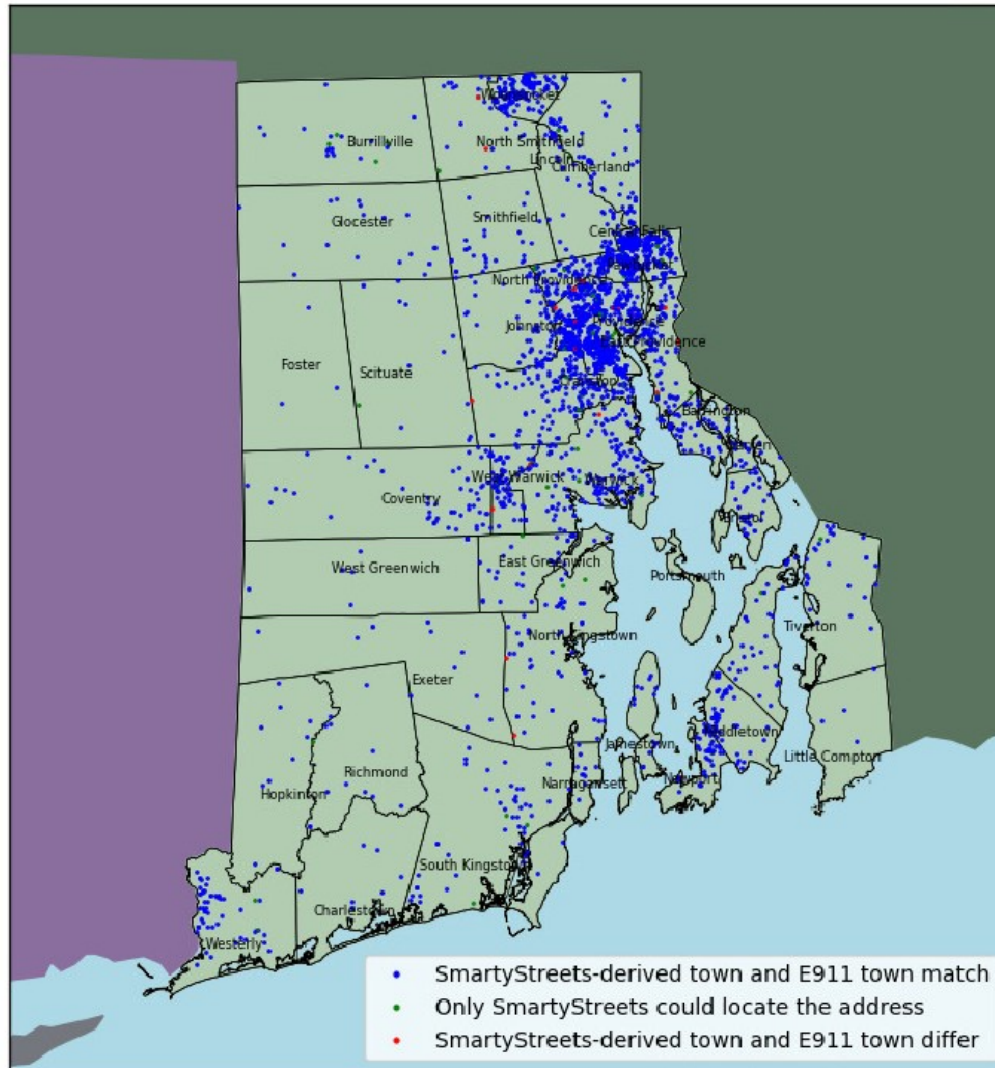 Woonsocket
Burrillville
North Smithfield
Lincoln
Cumberland
Glocester
Smithfield
Central Falls
North Providence
Johnston
Providence
East Providence
Foster
Scituate
Cranston
Barrington
Warren
West Warwick
Warwick
Coventry
Bristol
East Greenwich
West Greenwich
Portsmouth
Tiverton
North Kingstown
Exeter
Middletown
Jamestown
Little Compton
Richmond
Narragansett
Newport
Hopkinton
South Kingstown
Charlestown
Westerly
SmartyStreets-derived town and E911 town match
Only SmartyStreets could locate the address
SmartyStreets-derived town and E911 town differ